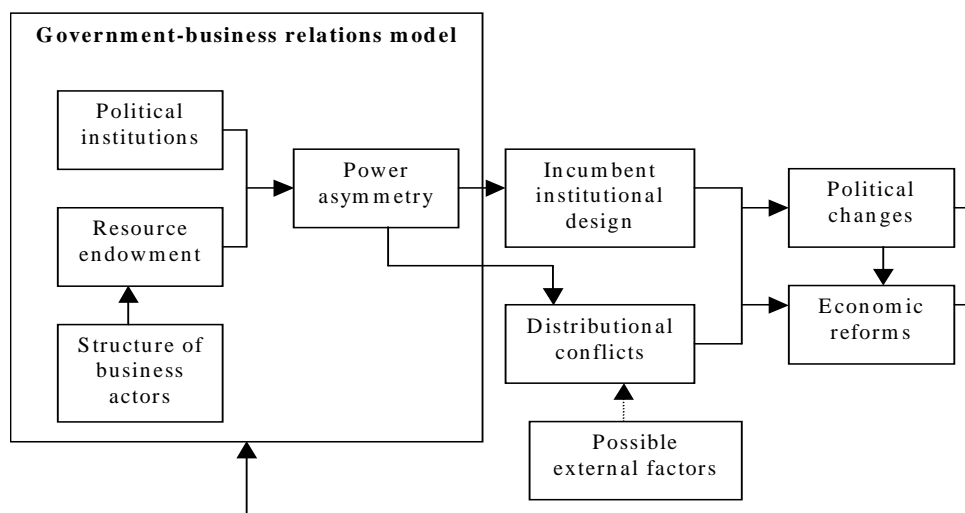 Government-business relations model
Political
institutions
Resource
endowment
Structure of
business
actors
Power
asymmetry
Incumbent
institutional
design
Distributional
conflicts
Possible
external factors
Political
changes
Economic
reforms